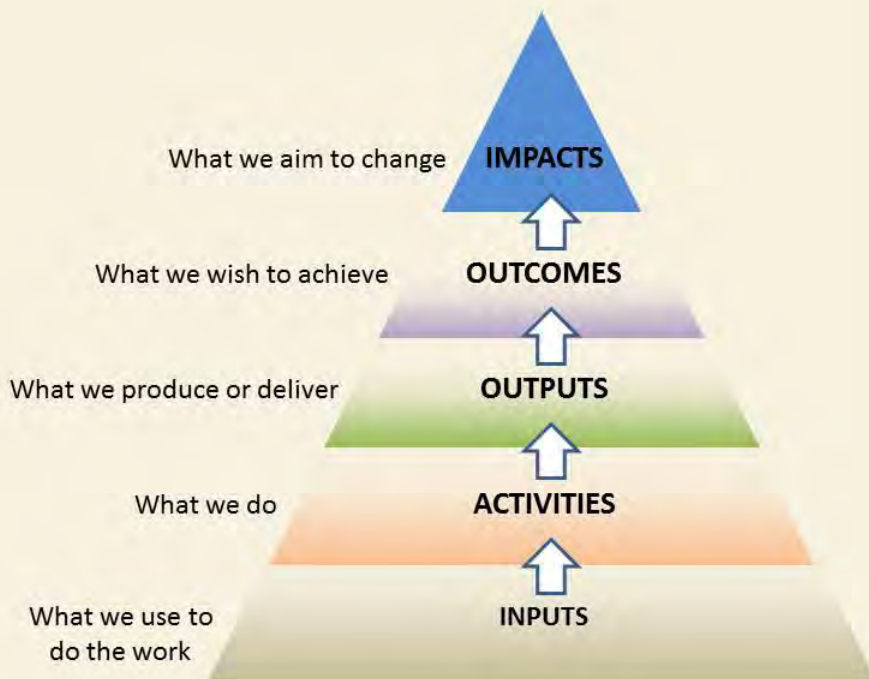 What we aim to change
IMPACTS
What we wish to achieve
OUTCOMES
What we produce or deliver
OUTPUTS
What we do
ACTIVITIES
What we use to
do the work
INPUTS